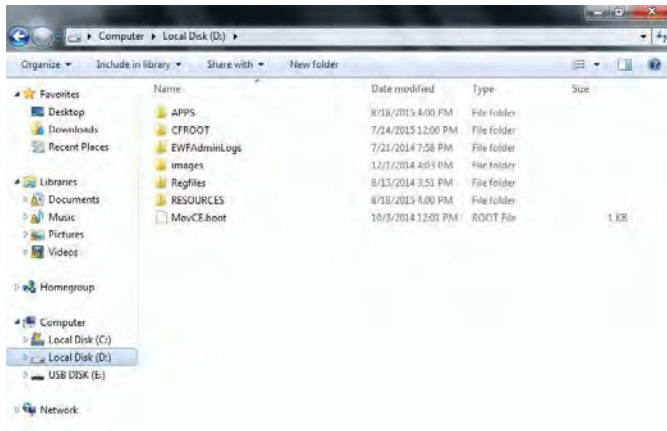 Computer ▸ Local Disk (D:) ▸
Organize Include in library Share with New folder
Name Date modified Type Size
Favorites
Desktop
Downloads
Recent Places
Libraries
Documents
Music
Pictures
Videos
Homegroup
Computer
Local Disk (C:)
Local Disk (D:)
USB DISK (E:)
Network
APPS 8/18/2015 4:00 PM File folder
CFROOT 7/14/2015 12:00 PM File folder
EWFAdminLogs 7/21/2014 7:58 PM File folder
images 12/1/2014 4:03 PM File folder
Regfiles 8/13/2014 3:51 PM File folder
RESOURCES 8/18/2015 4:00 PM File folder
MovCE.boot 10/3/2014 12:01 PM BOOT File 1 KB